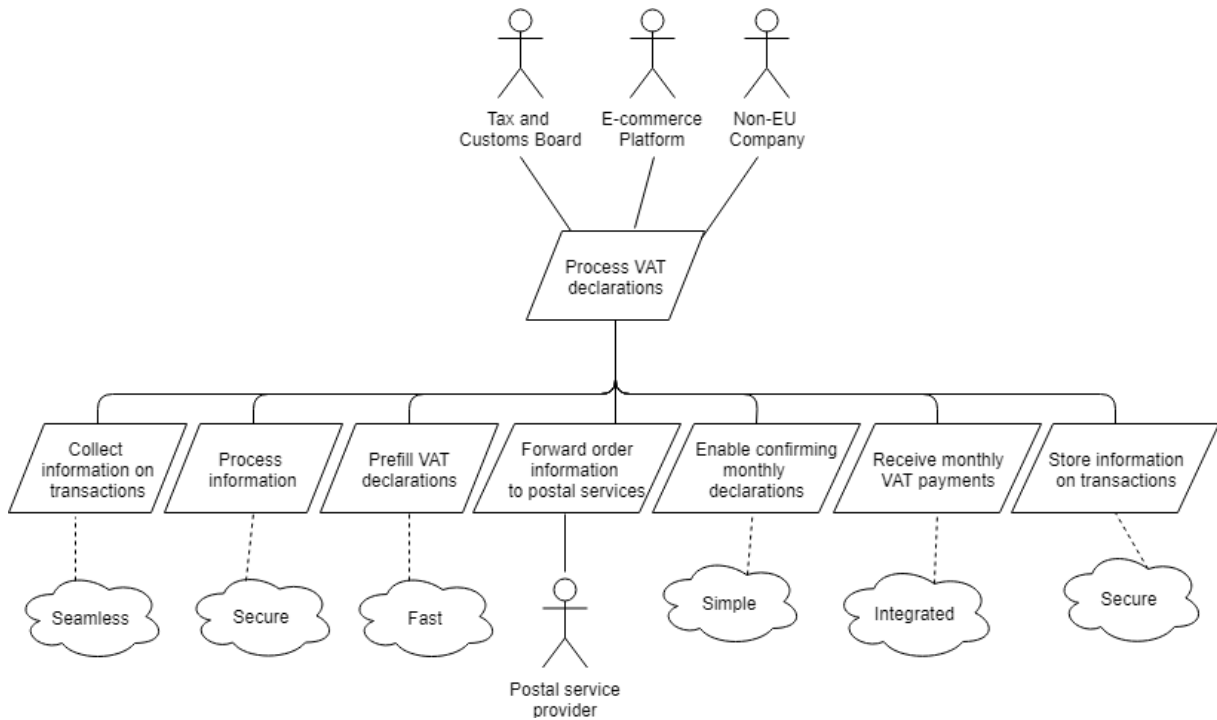 Tax and
Customs Board
E-commerce
Platform
Non-EU
Company
Process VAT
declarations
Collect
information on
transactions
Process
information
Prefill VAT
declarations
Forward order
information
to postal services
Enable confirming
monthly
declarations
Receive monthly
VAT payments
Store information
on transactions
Seamless
Secure
Fast
Simple
Integrated
Secure
Postal service
provider